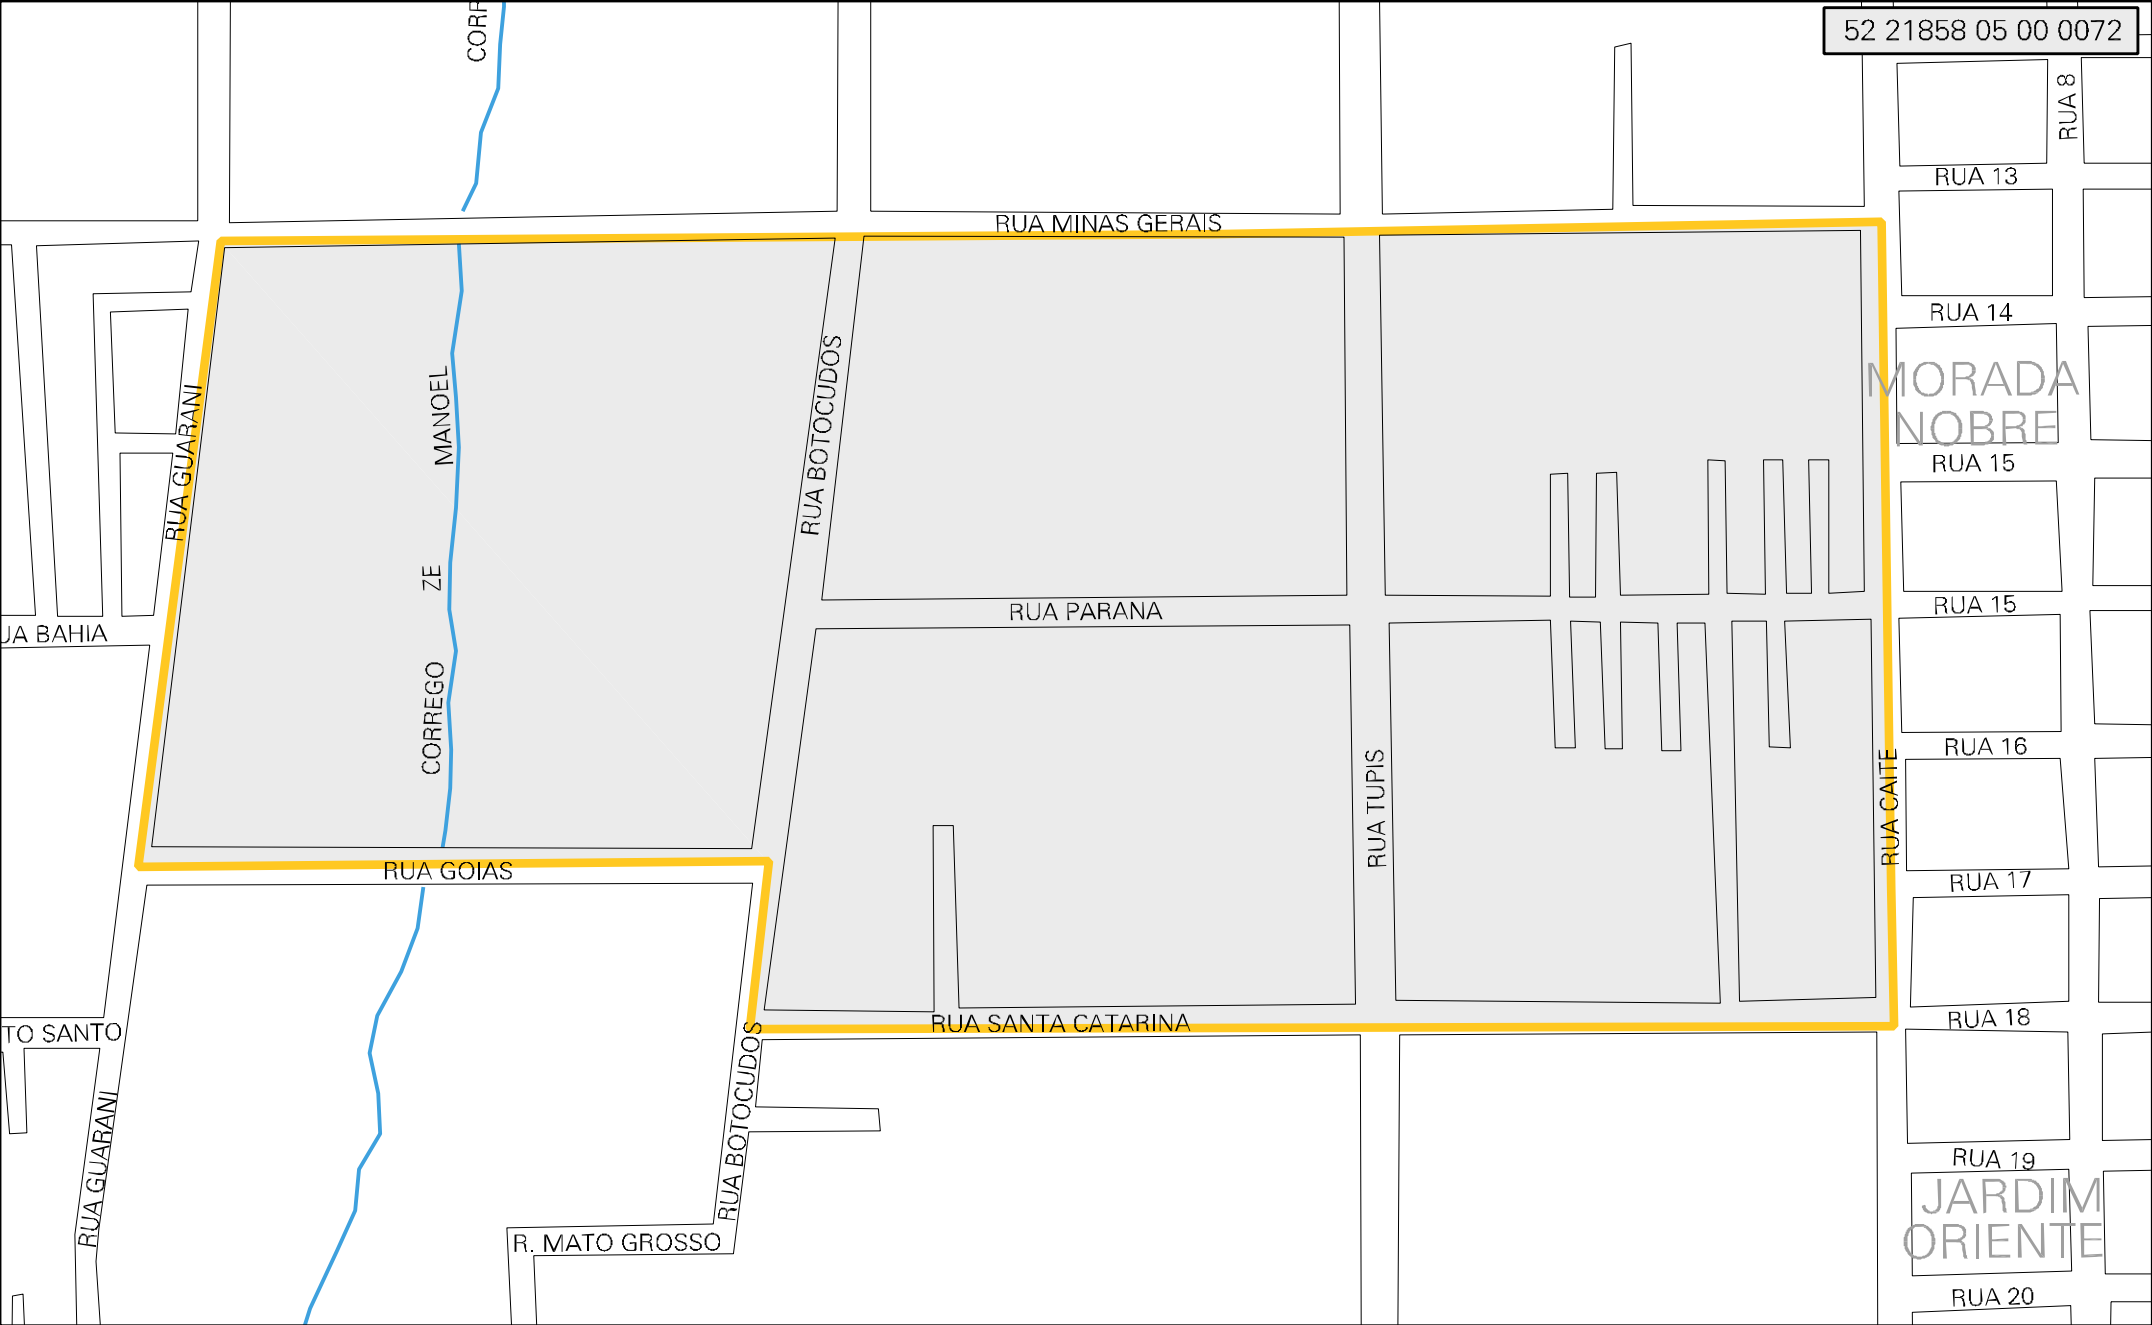 CORR
52 21858 05 00 0072
RUA 8
RUA 13
RUA MINAS GERAIS
RUA 14
MORADA
NOBRE
RUA GUARANI
MANOEL
RUA BOTOCUDOS
RUA 15
ZE
RUA PARANA
RUA 15
UA BAHIA
CORREGO
RUA TUPIS
RUA CAITE
RUA 16
RUA GOIAS
RUA 17
TO SANTO
RUA SANTA CATARINA
RUA 18
RUA GUARANI
RUA BOTOCUDOS
RUA 19
JARDIM
ORIENTE
R. MATO GROSSO
RUA 20